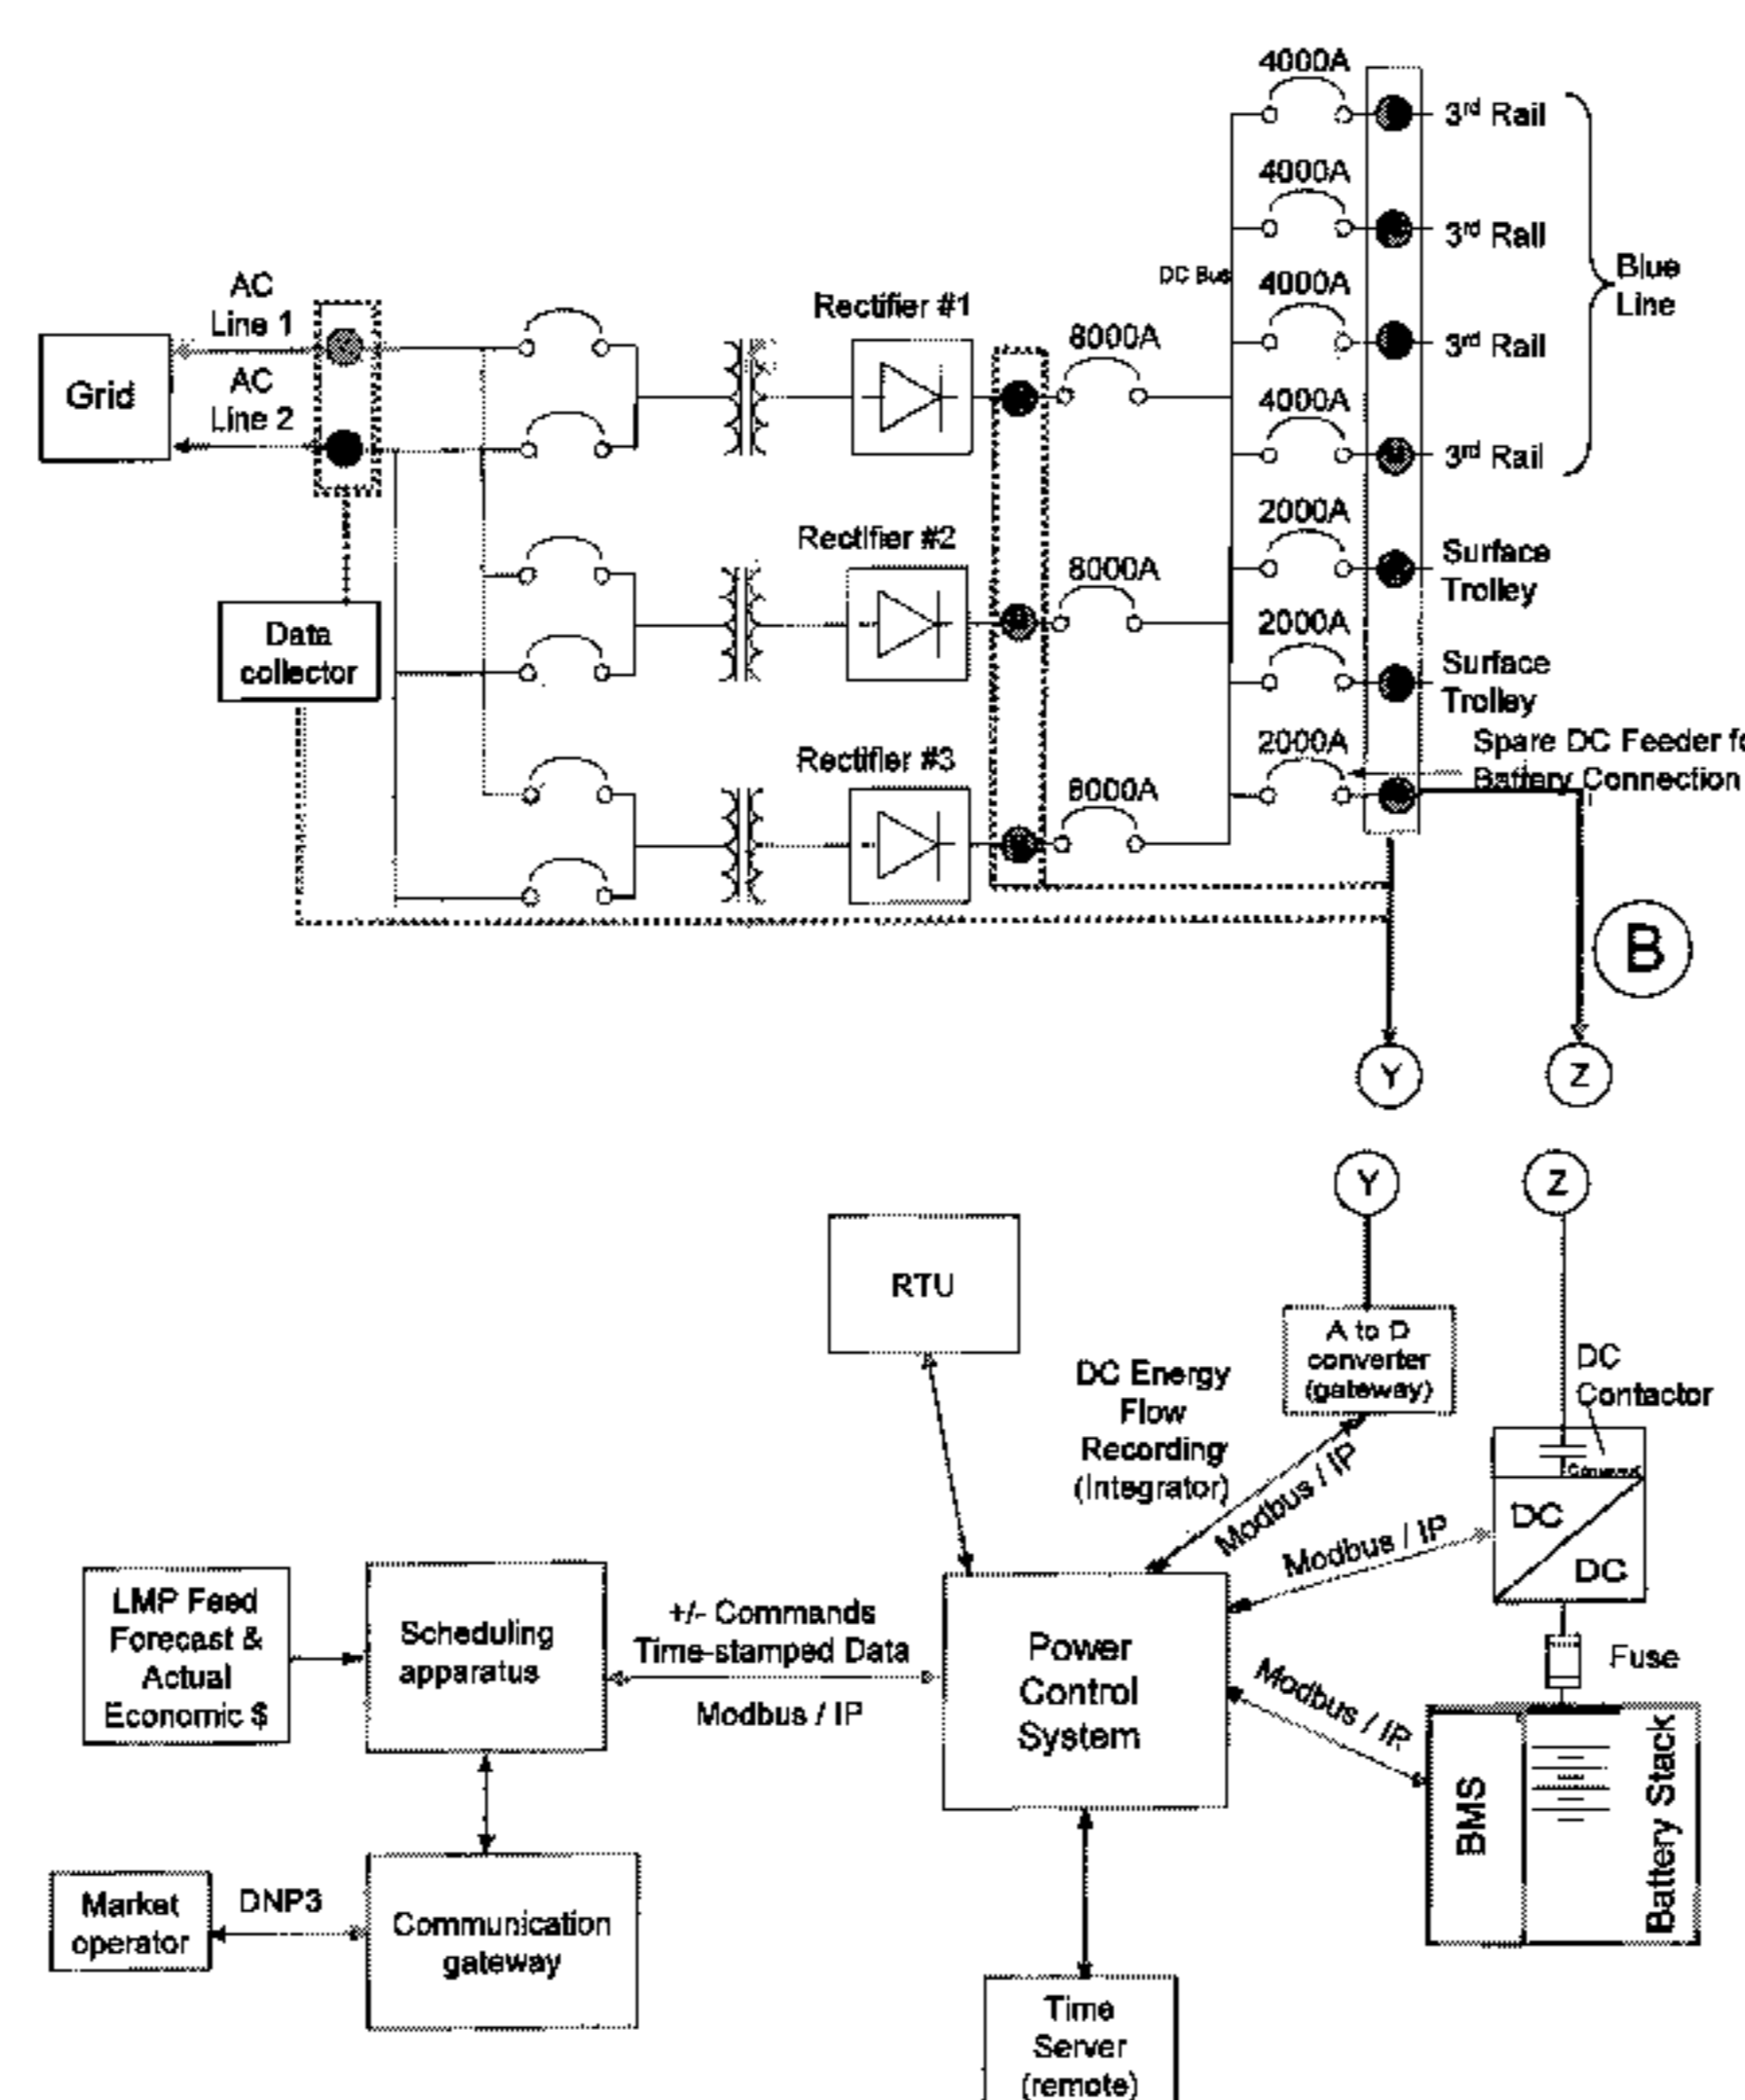 4000A
3rd Rail
4000A
3rd Rail
DC Bus
4000A
Blue
Line
3rd Rail
AC
Line 1
Rectifier #1
8000A
Grid
AC
Line 2
4000A
3rd Rail
2000A
Surface
Trolley
Rectifier #2
8000A
2000A
Surface
Trolley
Data
collector
2000A
Spare DC Feeder fo
Battery Connection
Rectifier #3
8000A
B
Y
Z
Y
Z
RTU
A to D
converter
(gateway)
DC
Contactor
DC Energy
Flow
Recording
(Integrator)
Modbus / IP
DC
DC
Modbus / IP
LMP Feed
Forecast &
Actual
Economic $
Scheduling
apparatus
+/- Commands
Time-stamped Data
Modbus / IP
Power
Control
System
Fuse
Modbus / IP
BMS
Battery Stack
Market
operator
DNP3
Communication
gateway
Time
Server
(remote)